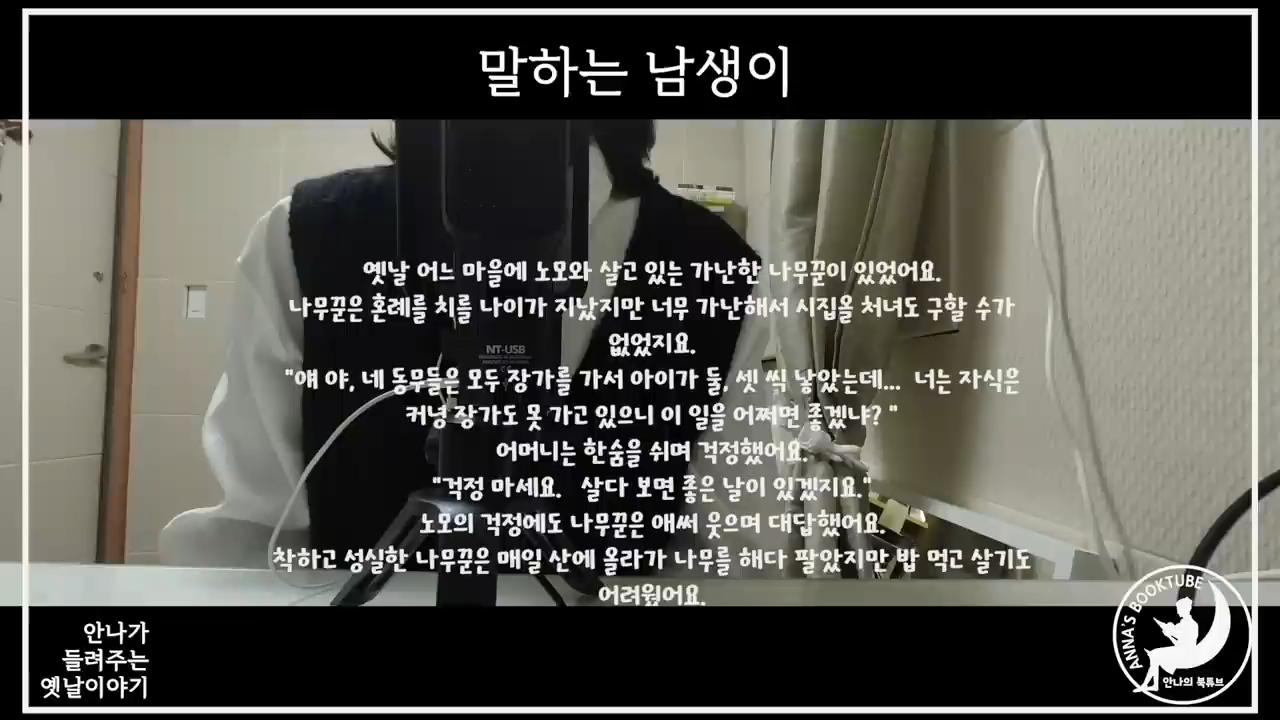 말하는 남생이
옛날 어느 마을에 노모와 살고 있는 가난한 나무꾼이 있었어요.
나무꾼은 혼례를 치를 나이가 지났지만 너무 가난해서 시집올 처녀도 구할 수가
없었지요.
"얘 야, 네 동무들은 모두 장가를 가서 아이가 둘, 셋 씩 낳았는데... 너는 자식은
커녕 장가도 못 가고 있으니 이 일을 어쩌면 좋겠냐? "
어머니는 한숨을 쉬며 걱정했어요.
"걱정 마세요. 살다 보면 좋은 날이 있겠지요."
노모의 걱정에도 나무꾼은 애써 웃으며 대답했어요.
착하고 성실한 나무꾼은 매일 산에 올라가 나무를 해다 팔았지만 밥 먹고 살기도
어려웠어요.
NT-USB
안나가
들려주는
옛날이야기
ANNA'S BOOKTUBE
안나의 북튜브